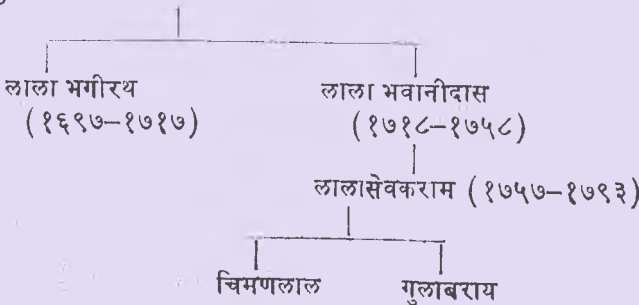 लाला भगीरथ लाला भवानीदास
(१६९७–१७१७) (१७१८–१७५८)
लालासेवकराम (१७५७–१७९३)
चिमणलाल गुलाबराय